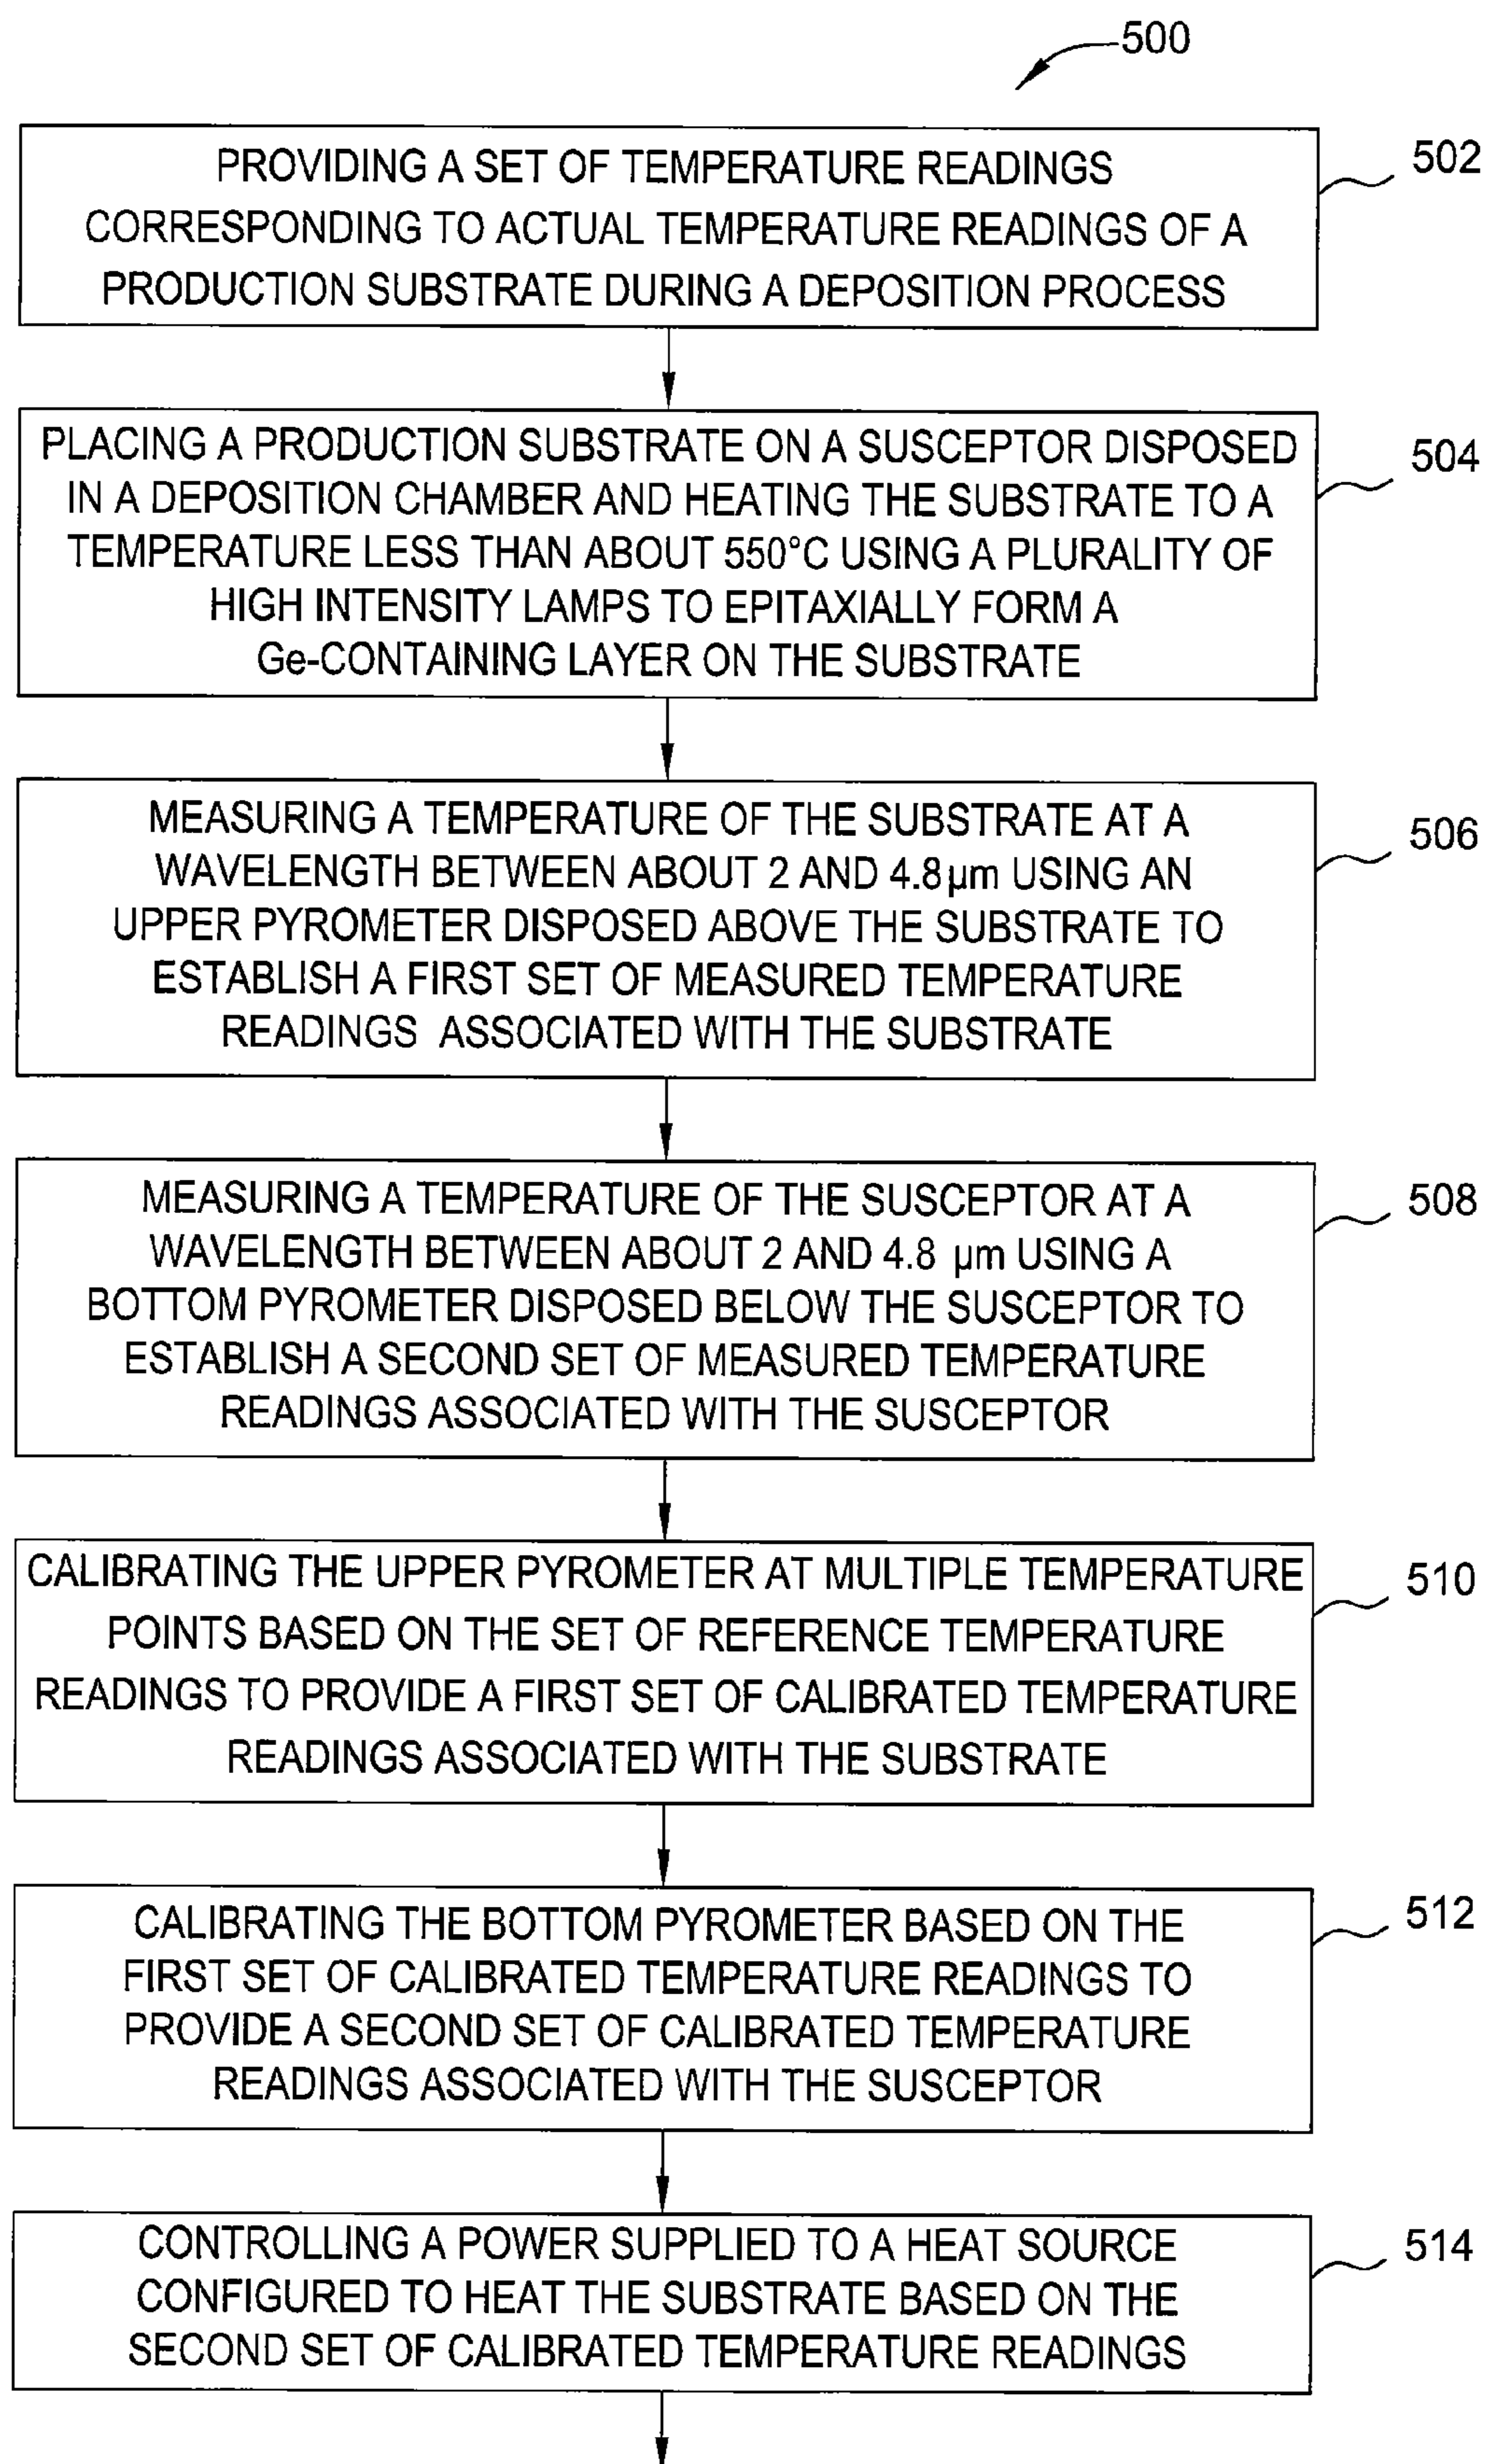 500
PROVIDING A SET OF TEMPERATURE READINGS
CORRESPONDING TO ACTUAL TEMPERATURE READINGS OF A
PRODUCTION SUBSTRATE DURING A DEPOSITION PROCESS
502
PLACING A PRODUCTION SUBSTRATE ON A SUSCEPTOR DISPOSED
IN A DEPOSITION CHAMBER AND HEATING THE SUBSTRATE TO A
TEMPERATURE LESS THAN ABOUT 550°C USING A PLURALITY OF
HIGH INTENSITY LAMPS TO EPITAXIALLY FORM A
Ge-CONTAINING LAYER ON THE SUBSTRATE
504
MEASURING A TEMPERATURE OF THE SUBSTRATE AT A
WAVELENGTH BETWEEN ABOUT 2 AND 4.8µm USING AN
UPPER PYROMETER DISPOSED ABOVE THE SUBSTRATE TO
ESTABLISH A FIRST SET OF MEASURED TEMPERATURE
READINGS ASSOCIATED WITH THE SUBSTRATE
506
MEASURING A TEMPERATURE OF THE SUSCEPTOR AT A
WAVELENGTH BETWEEN ABOUT 2 AND 4.8 µm USING A
BOTTOM PYROMETER DISPOSED BELOW THE SUSCEPTOR TO
ESTABLISH A SECOND SET OF MEASURED TEMPERATURE
READINGS ASSOCIATED WITH THE SUSCEPTOR
508
CALIBRATING THE UPPER PYROMETER AT MULTIPLE TEMPERATURE
POINTS BASED ON THE SET OF REFERENCE TEMPERATURE
READINGS TO PROVIDE A FIRST SET OF CALIBRATED TEMPERATURE
READINGS ASSOCIATED WITH THE SUBSTRATE
510
CALIBRATING THE BOTTOM PYROMETER BASED ON THE
FIRST SET OF CALIBRATED TEMPERATURE READINGS TO
PROVIDE A SECOND SET OF CALIBRATED TEMPERATURE
READINGS ASSOCIATED WITH THE SUSCEPTOR
512
CONTROLLING A POWER SUPPLIED TO A HEAT SOURCE
CONFIGURED TO HEAT THE SUBSTRATE BASED ON THE
SECOND SET OF CALIBRATED TEMPERATURE READINGS
514